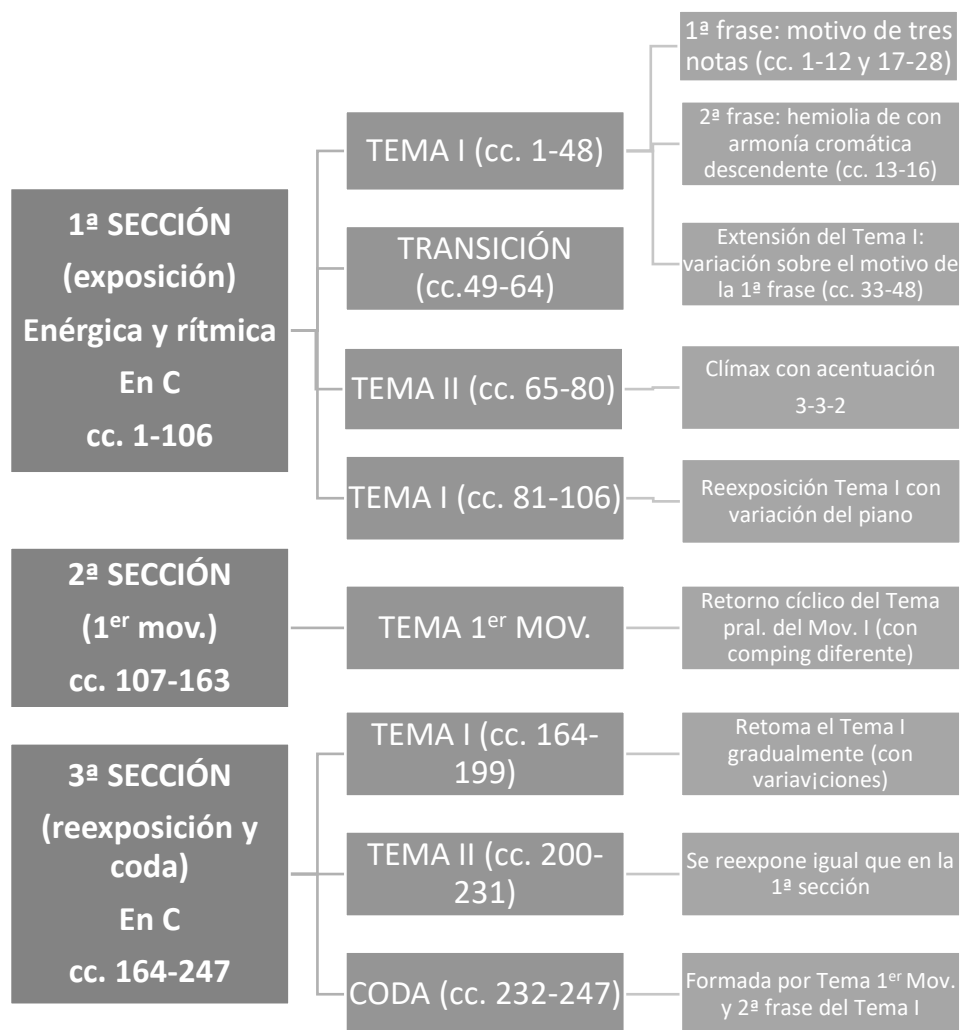 1ª SECCIÓN
(exposición)
Enérgica y rítmica
En C
cc. 1-106
TEMA I (cc. 1-48)
1ª frase: motivo de tres
notas (cc. 1-12 y 17-28)
2ª frase: hemiolia de con
armonía cromática
descendente (cc. 13-16)
Extensión del Tema I:
variación sobre el motivo de
la 1ª frase (cc. 33-48)
TRANSICIÓN
(cc.49-64)
TEMA II (cc. 65-80)
Clímax con acentuación
3-3-2
TEMA I (cc. 81-106)
Reexposición Tema I con
variación del piano
2ª SECCIÓN
(1er mov.)
cc. 107-163
TEMA 1er MOV.
Retorno cíclico del Tema
pral. del Mov. I (con
comping diferente)
3ª SECCIÓN
(reexposición y
coda)
En C
cc. 164-247
TEMA I (cc. 164-
199)
Retoma el Tema I
gradualmente (con
variav¡ciones)
TEMA II (cc. 200-
231)
Se reexpone igual que en la
1ª sección
CODA (cc. 232-247)
Formada por Tema 1er Mov.
y 2ª frase del Tema I